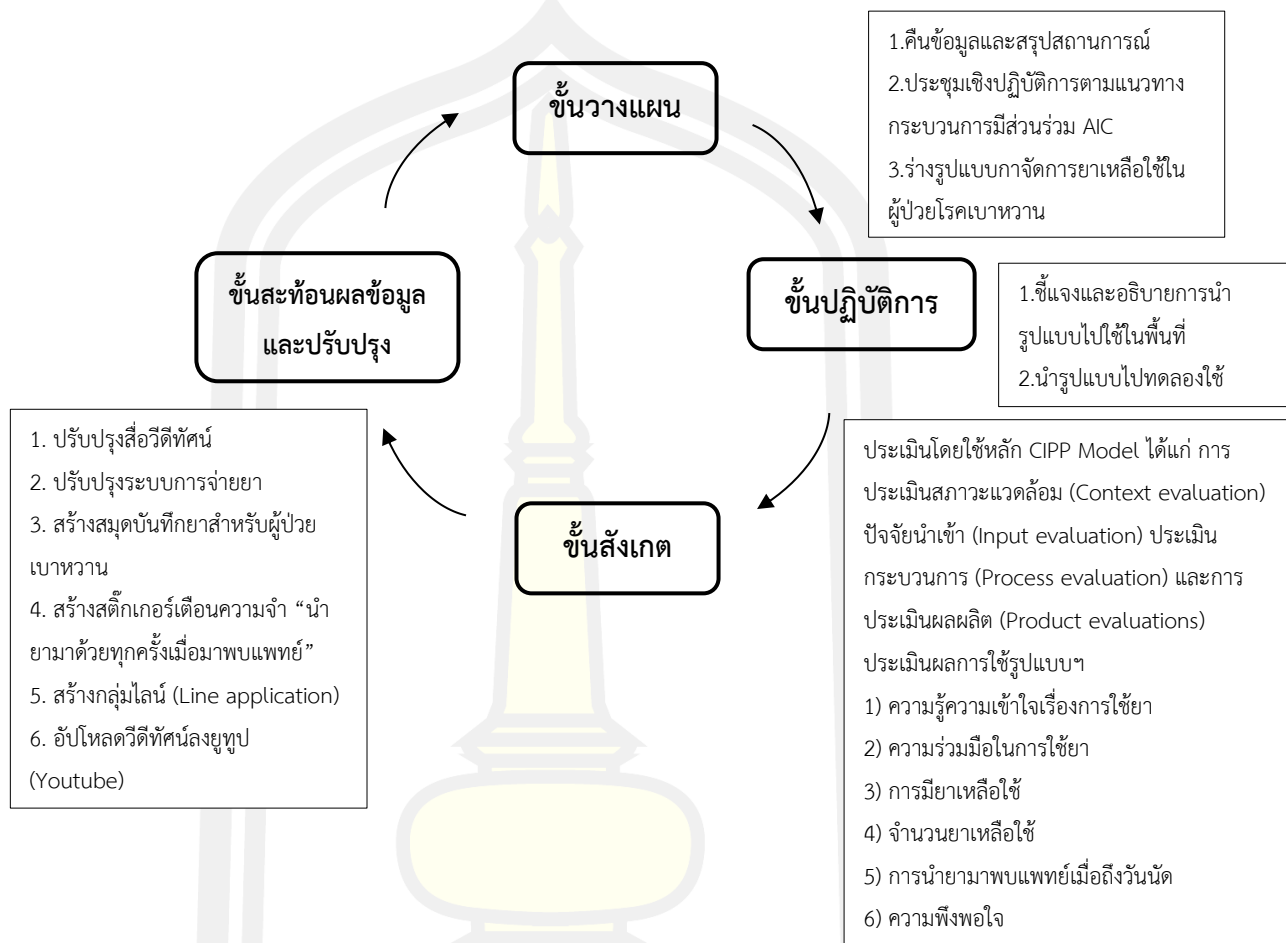 ขั้นวางแผน
1.คืนข้อมูลและสรุปสถานการณ์
2.ประชุมเชิงปฏิบัติการตามแนวทาง
กระบวนการมีส่วนร่วม AIC
3.ร่างรูปแบบกาจัดการยาเหลือใช้ใน
ผู้ป่วยโรคเบาหวาน
ขั้นปฏิบัติการ
1.ชี้แจงและอธิบายการนำ
รูปแบบไปใช้ในพื้นที่
2.นำรูปแบบไปทดลองใช้
ขั้นสังเกต
ประเมินโดยใช้หลัก CIPP Model ได้แก่ การ
ประเมินสภาวะแวดล้อม (Context evaluation)
ปัจจัยนำเข้า (Input evaluation) ประเมิน
กระบวนการ (Process evaluation) และการ
ประเมินผลผลิต (Product evaluations)
ประเมินผลการใช้รูปแบบฯ
1) ความรู้ความเข้าใจเรื่องการใช้ยา
2) ความร่วมมือในการใช้ยา
3) การมียาเหลือใช้
4) จำนวนยาเหลือใช้
5) การนำยามาพบแพทย์เมื่อถึงวันนัด
6) ความพึงพอใจ
ขั้นสะท้อนผลข้อมูล
และปรับปรุง
1. ปรับปรุงสื่อวีดีทัศน์
2. ปรับปรุงระบบการจ่ายยา
3. สร้างสมุดบันทึกยาสำหรับผู้ป่วย
เบาหวาน
4. สร้างสติ๊กเกอร์เตือนความจำ “นำ
ยามาด้วยทุกครั้งเมื่อมาพบแพทย์”
5. สร้างกลุ่มไลน์ (Line application)
6. อัปโหลดวีดีทัศน์ลงยูทูป
(Youtube)